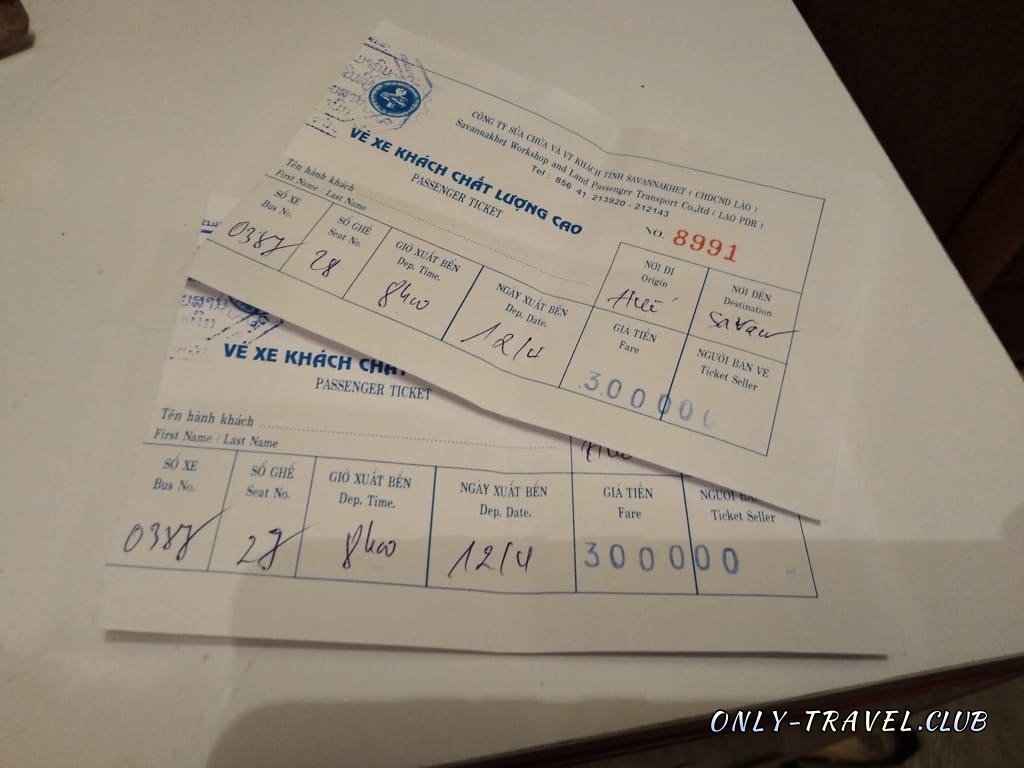 CÔNG TY SỬA CHỮA VÀ VT KHÁCH TỈNH SAVANNAKHET ( CHDCND LÀO )
Savannakhet Workshop and Land Passenger Transport Co.,ltd ( LAO PDR )
Tel : 856 41 213920 - 212143
VÉ XE KHÁCH CHẤT LƯỢNG CAO
PASSENGER TICKET
NO. 8991
Tên hành khách
First Name / Last Name
SỐ XE
Bus No.
SỐ GHẾ
Seat No.
28
GIỜ XUẤT BẾN
Dep. Time.
8h00
NGÀY XUẤT BẾN
Dep. Date.
12/4
NƠI ĐI
Origin
Huế
NƠI ĐẾN
Destination
Savan
GIÁ TIỀN
Fare
300000
NGƯỜI BÁN VÉ
Ticket Seller
VÉ XE KHÁCH CHẤT
PASSENGER TICKET
Tên hành khách
First Name / Last Name
SỐ XE
Bus No.
SỐ GHẾ
Seat No.
GIỜ XUẤT BẾN
Dep. Time.
8h00
NGÀY XUẤT BẾN
Dep. Date.
12/4
GIÁ TIỀN
Fare
300000
NGƯỜI BÁN
Ticket Seller
ONLY-TRAVEL.CLUB